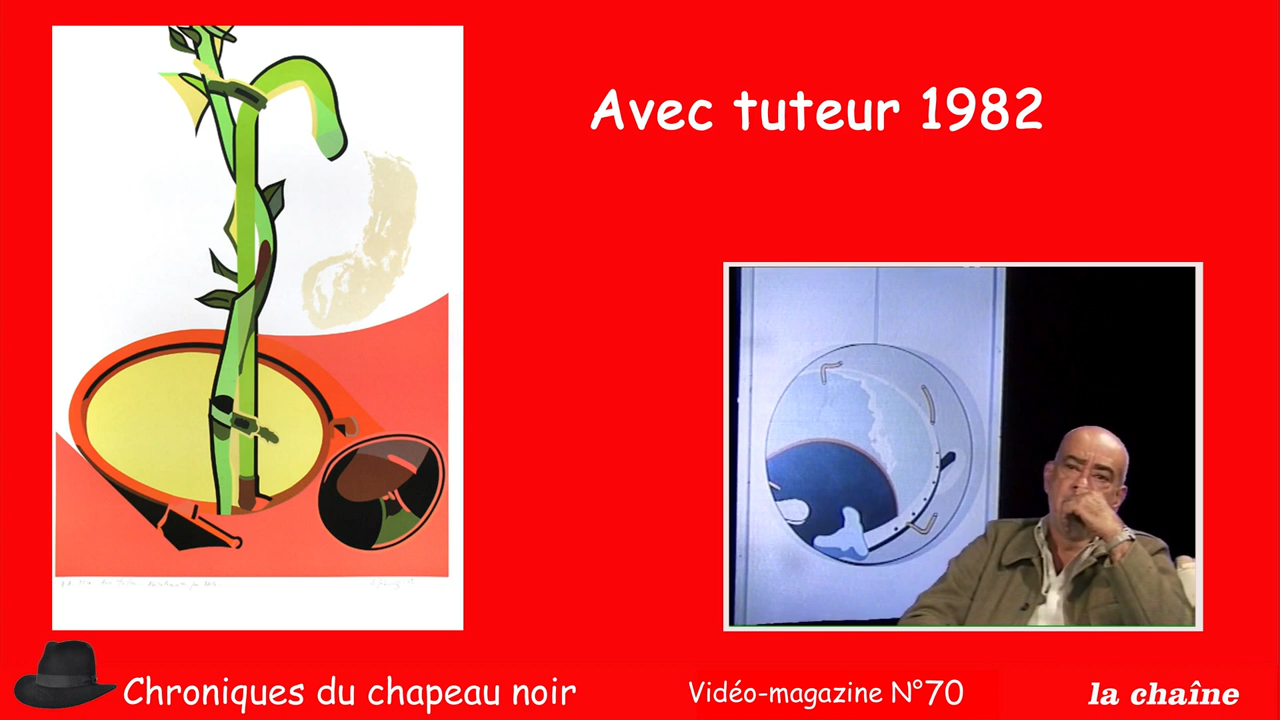 Avec tuteur 1982
Chroniques du chapeau noir
Vidéo-magazine N°70
la chaîne